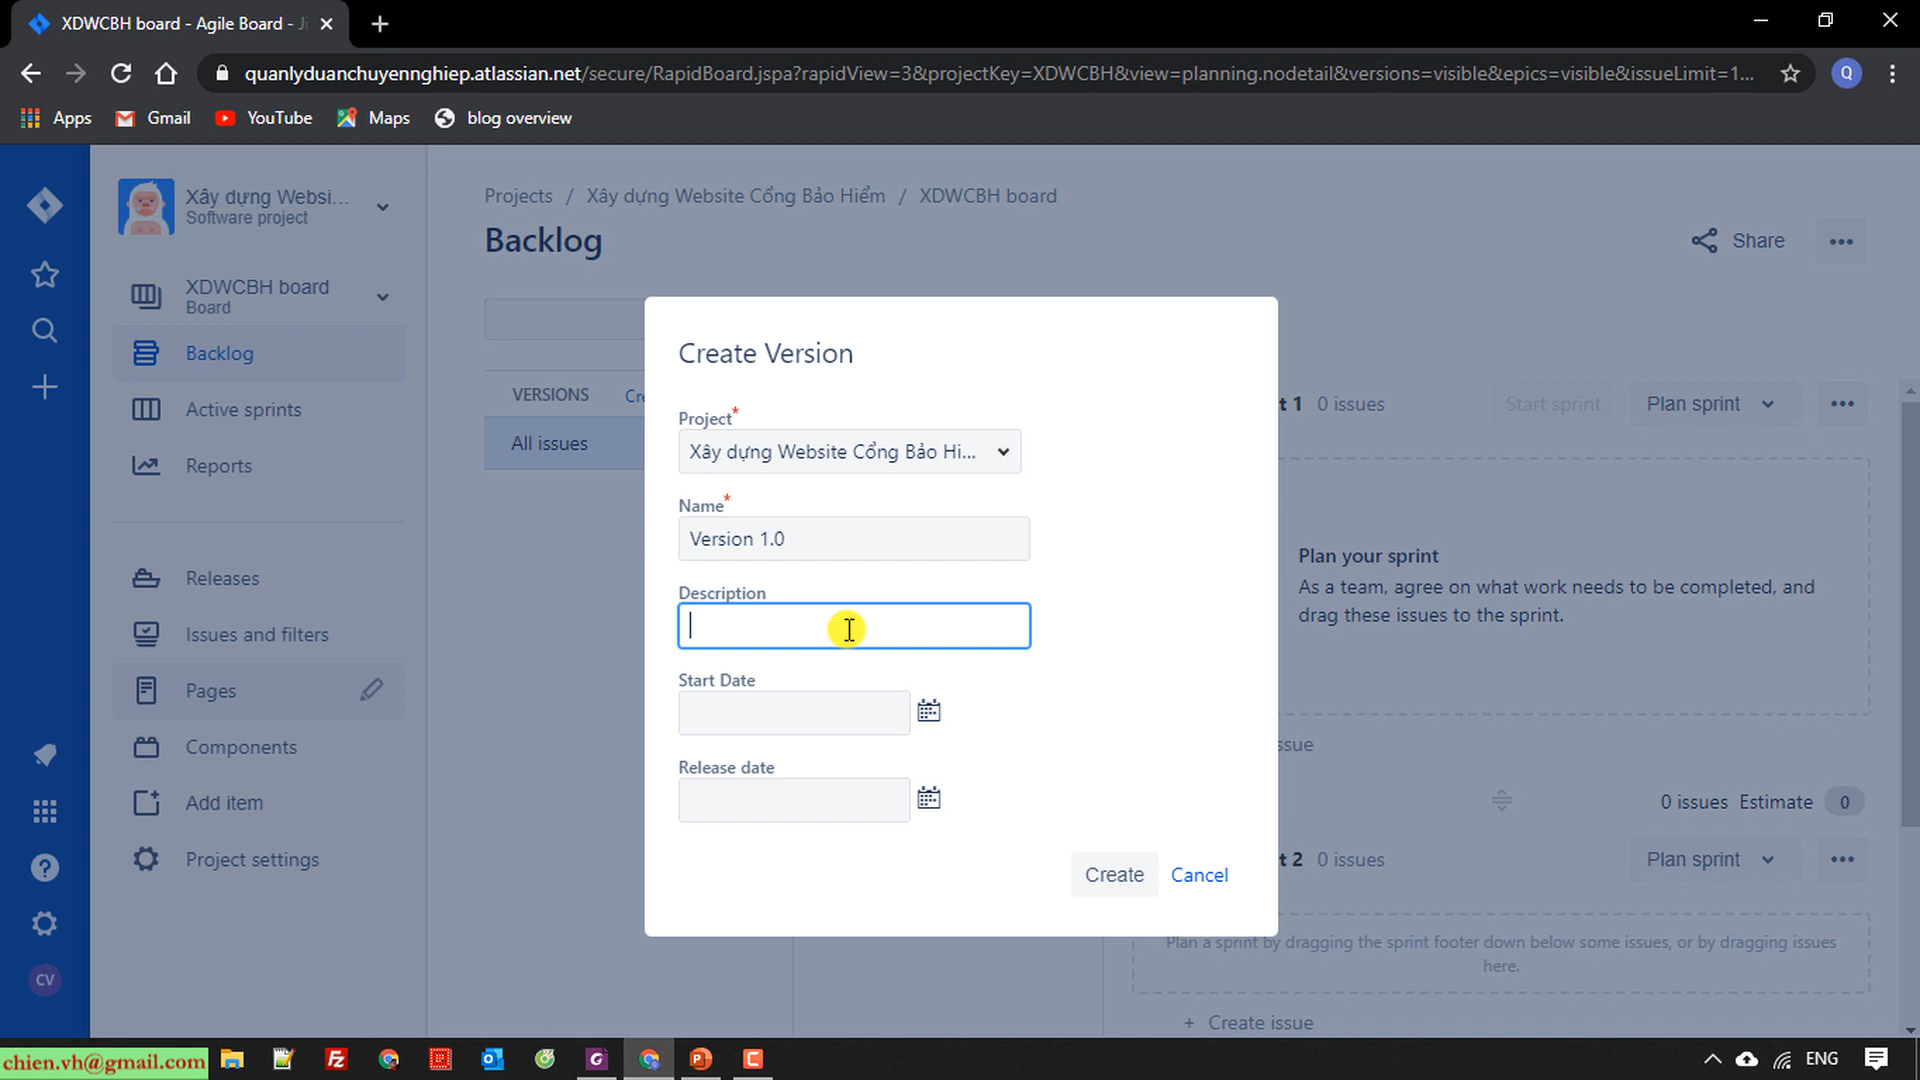 XDWCBH board - Agile Board - Ji
quanlyduanchuyennghiep.atlassian.net/secure/RapidBoard.jspa?rapidView=3&projectKey=XDWCBH&view=planning.nodetail&versions=visible&epics=visible&issueLimit=1...
Q
Apps
Gmail
YouTube
Maps
blog overview
Xây dựng Websi...
Software project
XDWCBH board
Board
Backlog
Active sprints
Reports
Releases
Issues and filters
Pages
Components
Add item
Project settings
CV
Projects / Xây dựng Website Cổng Bảo Hiểm / XDWCBH board
Backlog
Share
VERSIONS
Cre
All issues
Create Version
Project*
Xây dựng Website Cổng Bảo Hi...
Name*
Version 1.0
Description
Start Date
Release date
Create
Cancel
t 1 0 issues
Start sprint
Plan sprint
Plan your sprint
As a team, agree on what work needs to be completed, and
drag these issues to the sprint.
ssue
0 issues Estimate 0
t 2 0 issues
Plan sprint
Plan a sprint by dragging the sprint footer down below some issues, or by dragging issues
here.
+ Create issue
chien.vh@gmail.com
ENG